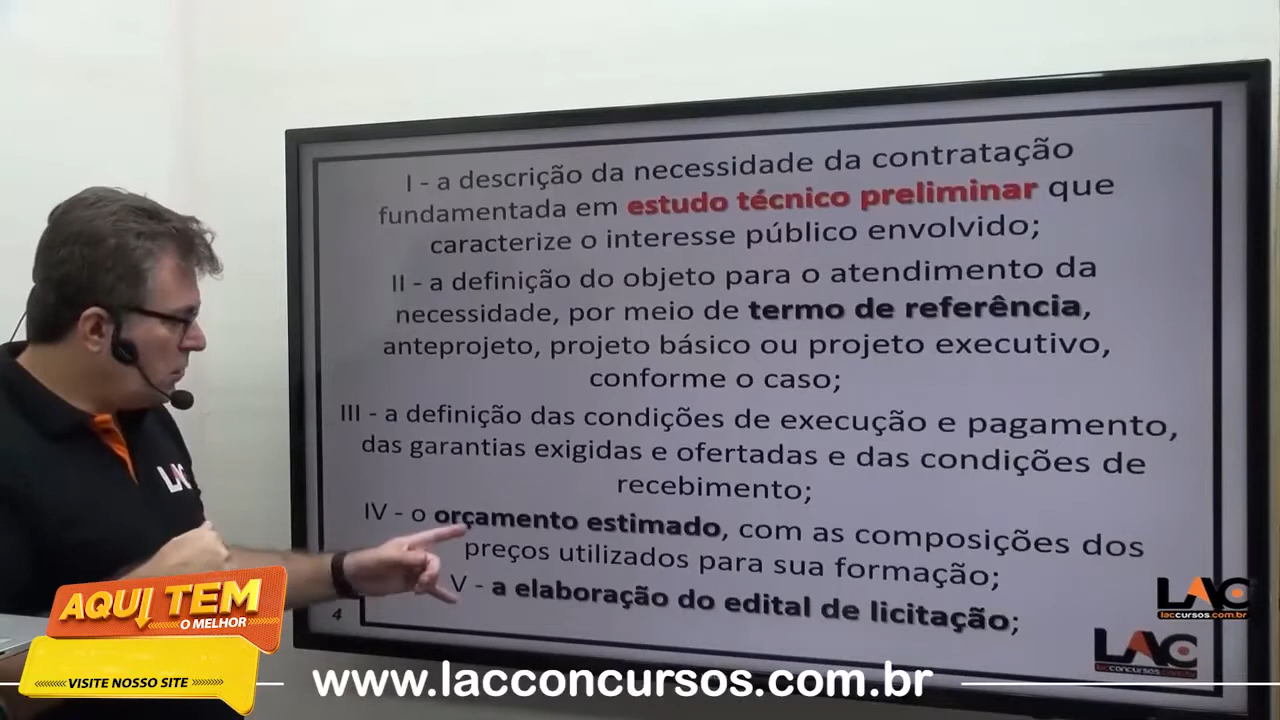 I - a descrição da necessidade da contratação
fundamentada em estudo técnico preliminar que
caracterize o interesse público envolvido;
II - a definição do objeto para o atendimento da
necessidade, por meio de termo de referência,
anteprojeto, projeto básico ou projeto executivo,
conforme o caso;
III - a definição das condições de execução e pagamento,
das garantias exigidas e ofertadas e das condições de
recebimento;
IV - o orçamento estimado, com as composições dos
preços utilizados para sua formação;
V - a elaboração do edital de licitação;
4
LAC
laccursos.com.br
LAC
lacconcursos.com.br
LAC
AQUI TEM
O MELHOR
<<<<< VISITE NOSSO SITE >>>>>
www.lacconcursos.com.br